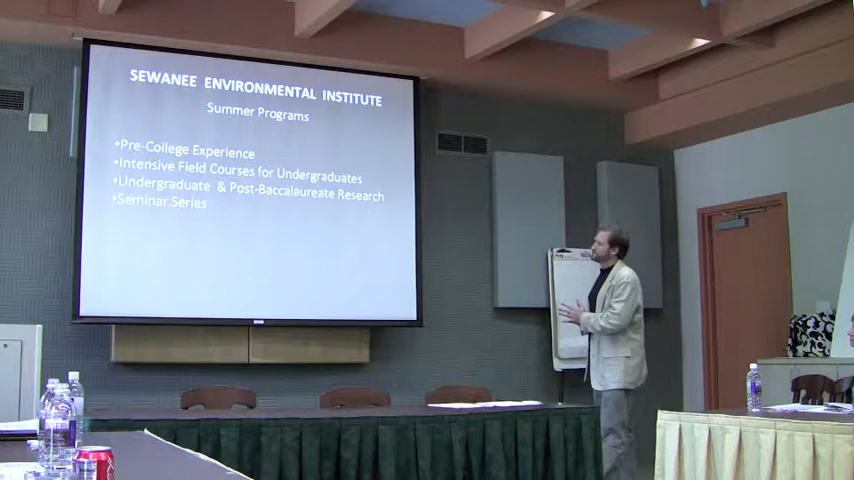 SEWANEE ENVIRONMENTAL INSTITUTE
Summer Programs
•Pre-College Experience
•Intensive Field Courses for Undergraduates
•Undergraduate & Post-Baccalaureate Research
•Seminar Series